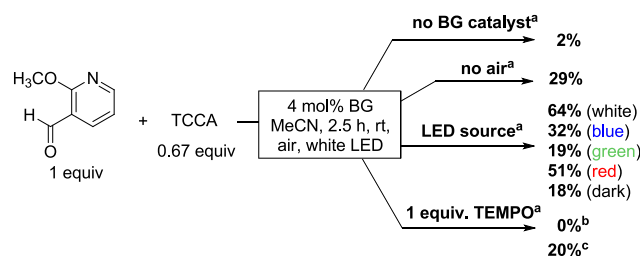 no BG catalystᵃ
2%
no airᵃ
29%
H₃C O N
H
O
1 equiv
+ TCCA
0.67 equiv
4 mol% BG
MeCN, 2.5 h, rt,
air, white LED
LED sourceᵃ
64% (white)
32% (blue)
19% (green)
51% (red)
18% (dark)
1 equiv. TEMPOᵃ
0%ᵇ
20%ᶜ